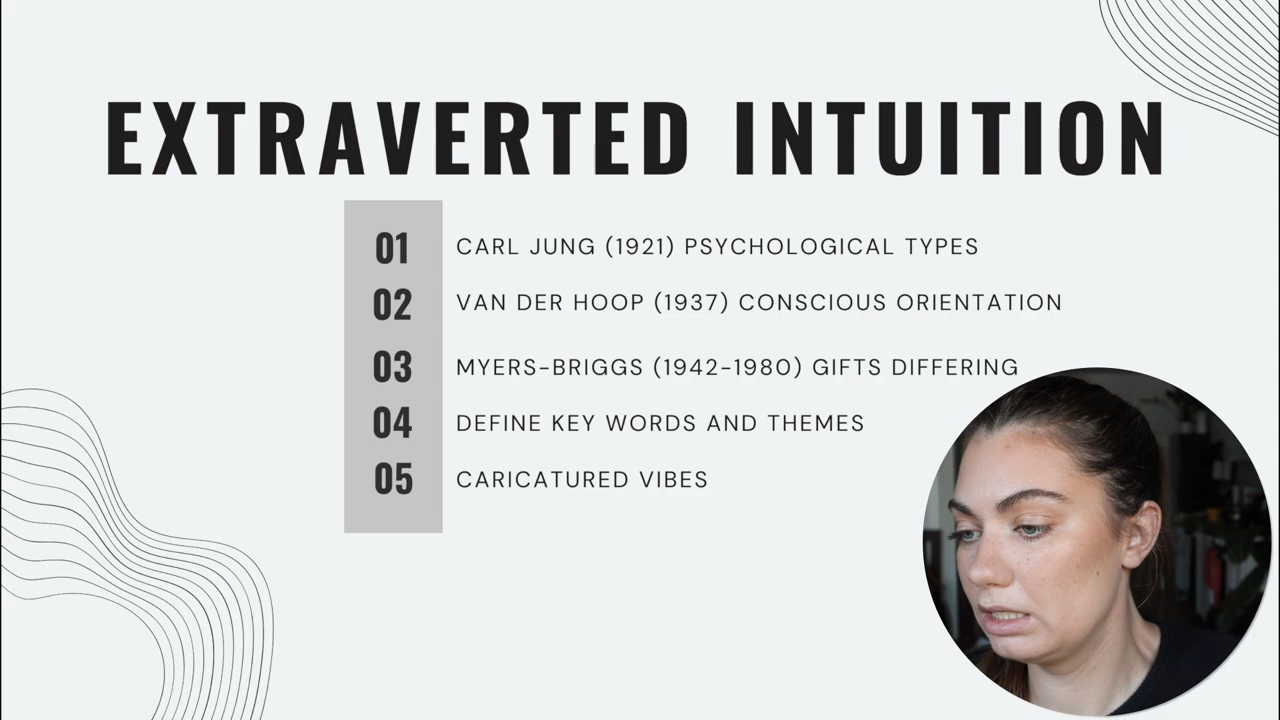 EXTRAVERTED INTUITION
01 CARL JUNG (1921) PSYCHOLOGICAL TYPES
02 VAN DER HOOP (1937) CONSCIOUS ORIENTATION
03 MYERS-BRIGGS (1942-1980) GIFTS DIFFERING
04 DEFINE KEY WORDS AND THEMES
05 CARICATURED VIBES